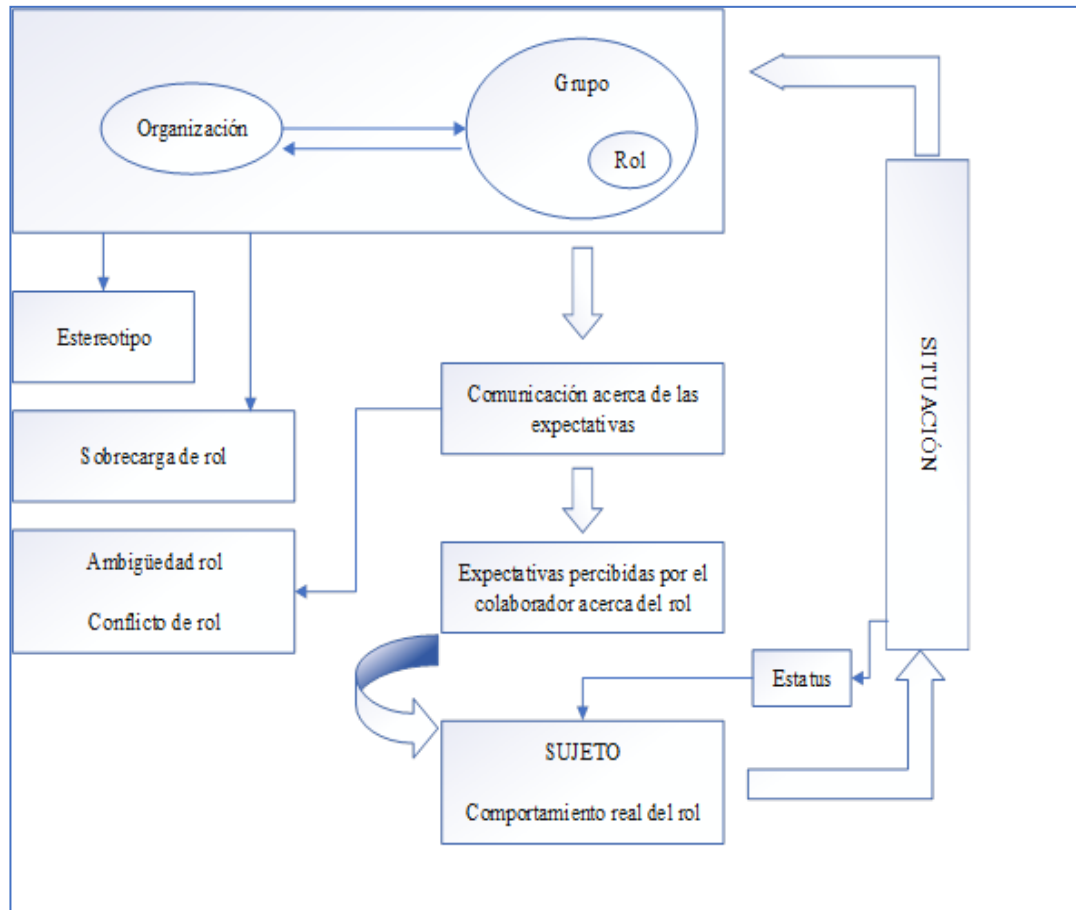 Grupo
Organización
Rol
Estereotipo
Comunicación acerca de las
expectativas
Sobrecarga de rol
SITUACIÓN
Ambigüedad rol
Conflicto de rol
Expectativas percibidas por el
colaborador acerca del rol
Estatus
SUJETO
Comportamiento real del rol